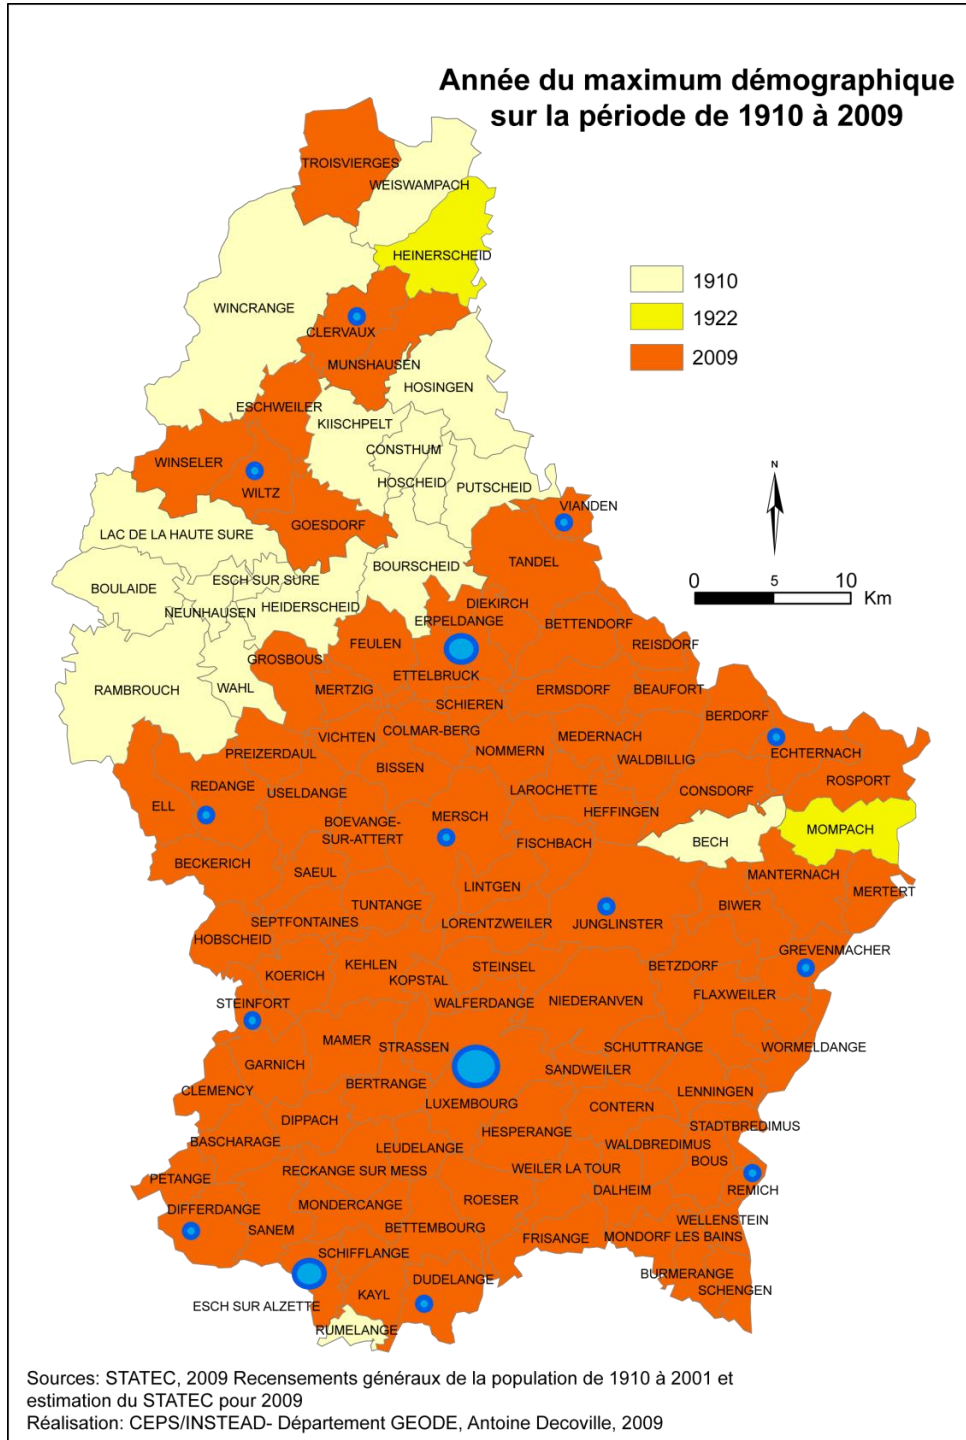 Année du maximum démographique
sur la période de 1910 à 2009
TROISVIERGES
WEISWAMPACH
HEINERSCHEID
1910
1922
2009
WINCRANGE
CLERVAUX
MUNSHAUSEN
HOSINGEN
ESCHWEILER
KIISCHPELT
CONSTHUM
WINSELER
HOSCHEID
PUTSCHEID
WILTZ
VIANDEN
GOESDORF
LAC DE LA HAUTE SURE
TANDEL
BOURSCHEID
ESCH SUR SURE
BOULAIDE
NEUNHAUSEN
HEIDERSCHEID
DIEKIRCH
ERPELDANGE
BETTENDORF
N
0 5 10
Km
FEULEN
REISDORF
GROSBOUS
ETTELBRUCK
RAMBROUCH
WAHL
MERTZIG
ERMSDORF
BEAUFORT
SCHIEREN
BERDORF
VICHTEN
COLMAR-BERG
MEDERNACH
PREIZERDAUL
NOMMERN
WALDBILLIG
ECHTERNACH
BISSEN
ROSPORT
REDANGE
USELDANGE
LAROCHETTE
CONSDORF
ELL
HEFFINGEN
BOEVANGE-
SUR-ATTERT
MERSCH
MOMPACH
FISCHBACH
BECH
BECKERICH
SAEUL
MANTERNACH
LINTGEN
MERTERT
TUNTANGE
BIWER
SEPTFONTAINES
LORENTZWEILER
JUNGLINSTER
HOBSCHEID
GREVENMACHER
KOERICH
KEHLEN
STEINSEL
BETZDORF
KOPSTAL
FLAXWEILER
STEINFORT
WALFERDANGE
NIEDERANVEN
MAMER
STRASSEN
SCHUTTRANGE
WORMELDANGE
GARNICH
SANDWEILER
CLEMENCY
BERTRANGE
LENNINGEN
LUXEMBOURG
CONTERN
DIPPACH
STADTBREDIMUS
BASCHARAGE
HESPERANGE
LEUDELANGE
WALDBREDIMUS
BOUS
PETANGE
RECKANGE SUR MESS
WEILER LA TOUR
DALHEIM
REMICH
DIFFERDANGE
MONDERCANGE
ROESER
SANEM
BETTEMBOURG
WELLENSTEIN
FRISANGE
MONDORF LES BAINS
SCHIFFLANGE
BURMERANGE
DUDELANGE
SCHENGEN
KAYL
ESCH SUR ALZETTE
RUMELANGE
Sources: STATEC, 2009 Recensements généraux de la population de 1910 à 2001 et
estimation du STATEC pour 2009
Réalisation: CEPS/INSTEAD- Département GEODE, Antoine Decoville, 2009